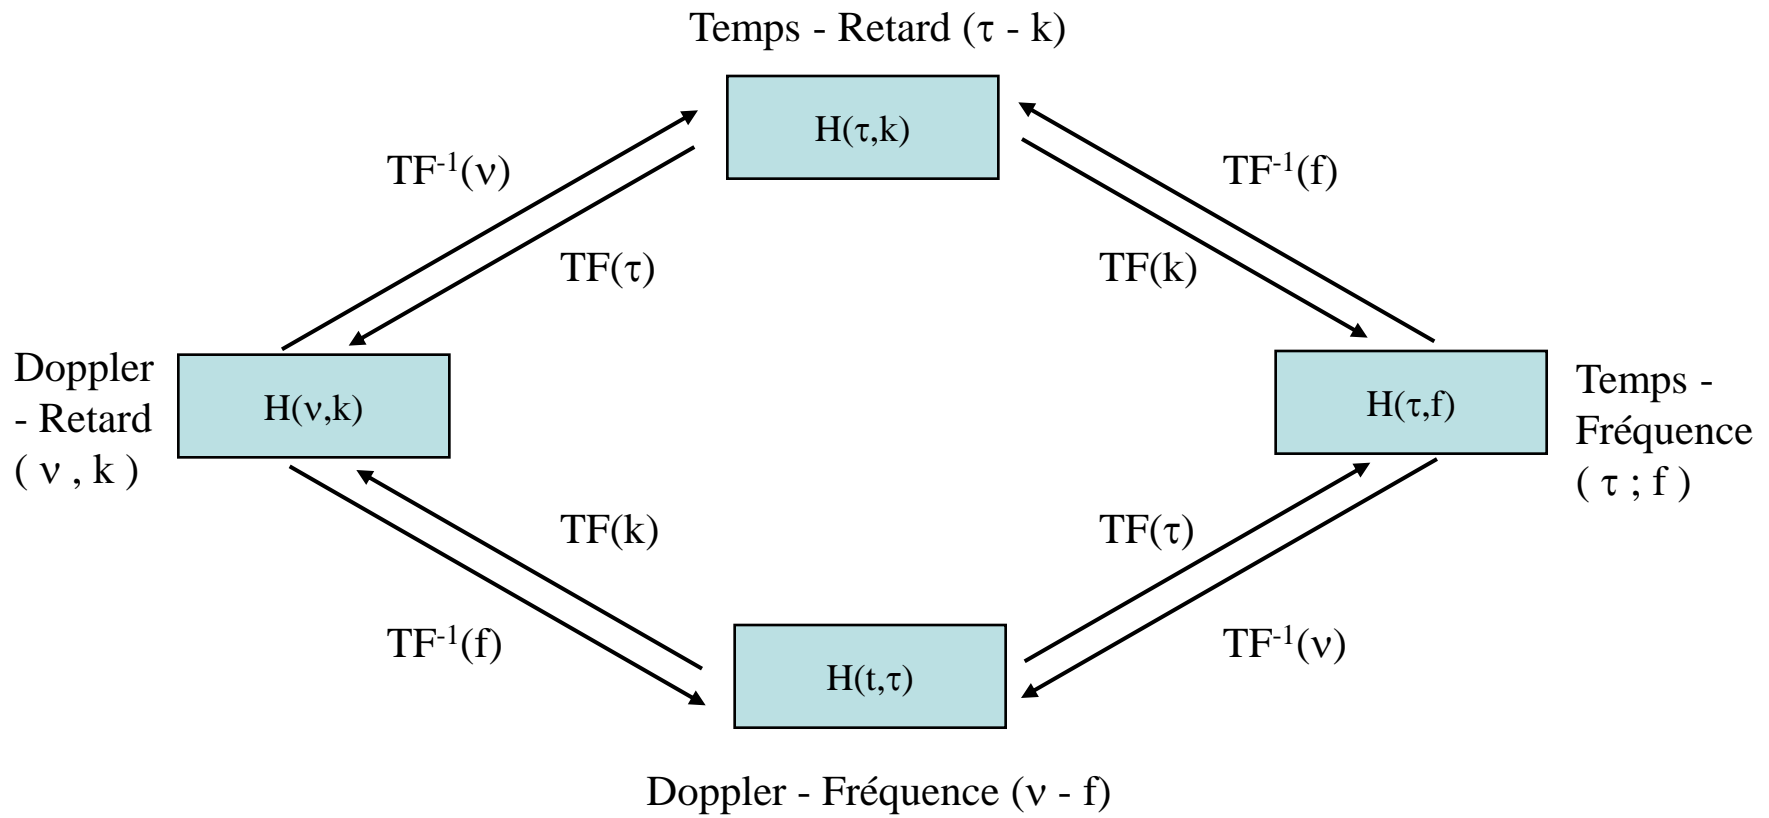 Temps - Retard (τ - k)
H(τ,k)
TF⁻¹(ν)
TF⁻¹(f)
TF(τ)
TF(k)
Doppler
- Retard
( ν , k )
H(ν,k)
H(τ,f)
Temps -
Fréquence
( τ ; f )
TF(k)
TF(τ)
TF⁻¹(f)
TF⁻¹(ν)
H(t,τ)
Doppler - Fréquence (ν - f)